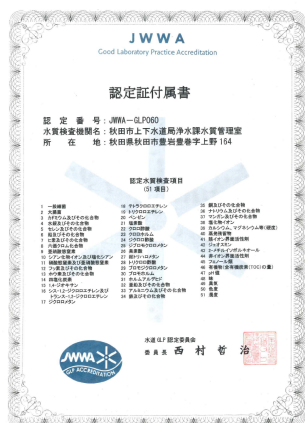 JWWA
Good Laboratory Practice Accreditation
認定証付属書
認定番号：JWWA－GLP060
水質検査機関名：秋田市上下水道局浄水課水質管理室
所在地：秋田県秋田市豊岩豊巻字上野164
認定水質検査項目
(51項目)
1 一般細菌
2 大腸菌
3 カドミウム及びその化合物
4 水銀及びその化合物
5 セレン及びその化合物
6 鉛及びその化合物
7 ヒ素及びその化合物
8 六価クロム化合物
9 亜硝酸態窒素
10 シアン化物イオン及び塩化シアン
11 硝酸態窒素及び亜硝酸態窒素
12 フッ素及びその化合物
13 ホウ素及びその化合物
14 四塩化炭素
15 1,4-ジオキサン
16 シス-1,2-ジクロロエチレン及び
トランス-1,2-ジクロロエチレン
17 ジクロロメタン
18 テトラクロロエチレン
19 トリクロロエチレン
20 ベンゼン
21 塩素酸
22 クロロ酢酸
23 クロロホルム
24 ジクロロ酢酸
25 ジブロモクロロメタン
26 臭素酸
27 総トリハロメタン
28 トリクロロ酢酸
29 ブロモジクロロメタン
30 ブロモホルム
31 ホルムアルデヒド
32 亜鉛及びその化合物
33 アルミニウム及びその化合物
34 鉄及びその化合物
35 銅及びその化合物
36 ナトリウム及びその化合物
37 マンガン及びその化合物
38 塩化物イオン
39 カルシウム、マグネシウム等(硬度)
40 蒸発残留物
41 陰イオン界面活性剤
42 ジェオスミン
43 2-メチルイソボルネオール
44 非イオン界面活性剤
45 フェノール類
46 有機物(全有機炭素(TOC)の量)
47 pH値
48 味
49 臭気
50 色度
51 濁度
水道GLP認定委員会
委員長 西村哲治
JWWA
GLP ACCREDITATION